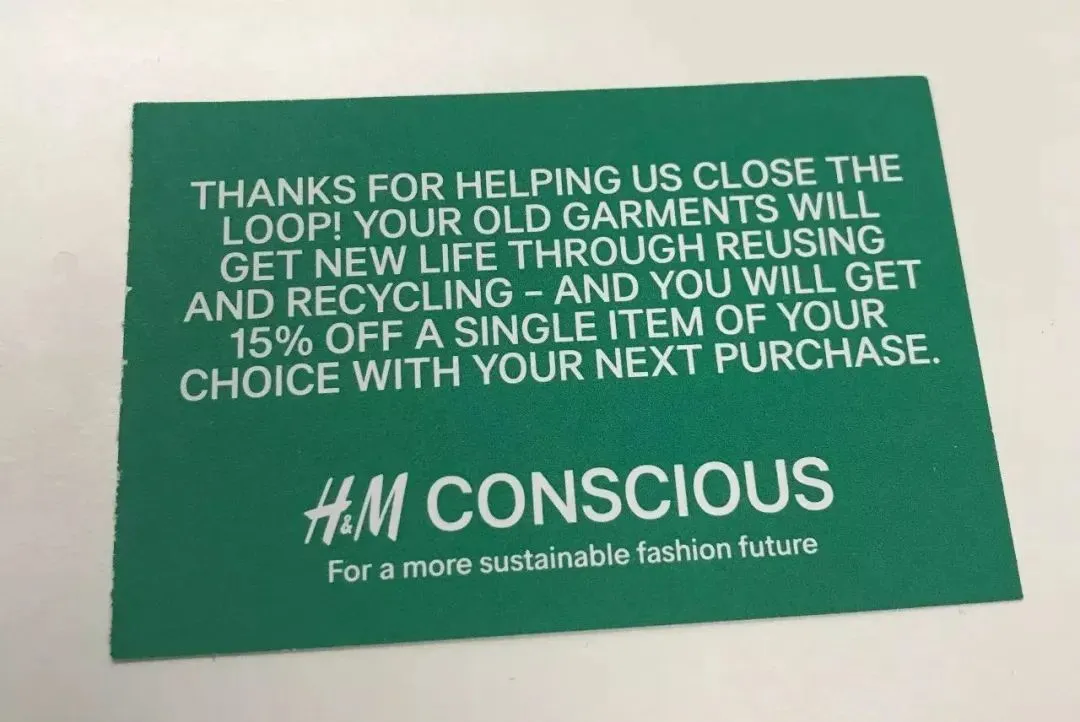 THANKS FOR HELPING US CLOSE THE
LOOP! YOUR OLD GARMENTS WILL
GET NEW LIFE THROUGH REUSING
AND RECYCLING – AND YOU WILL GET
15% OFF A SINGLE ITEM OF YOUR
CHOICE WITH YOUR NEXT PURCHASE.
H&M CONSCIOUS
For a more sustainable fashion future